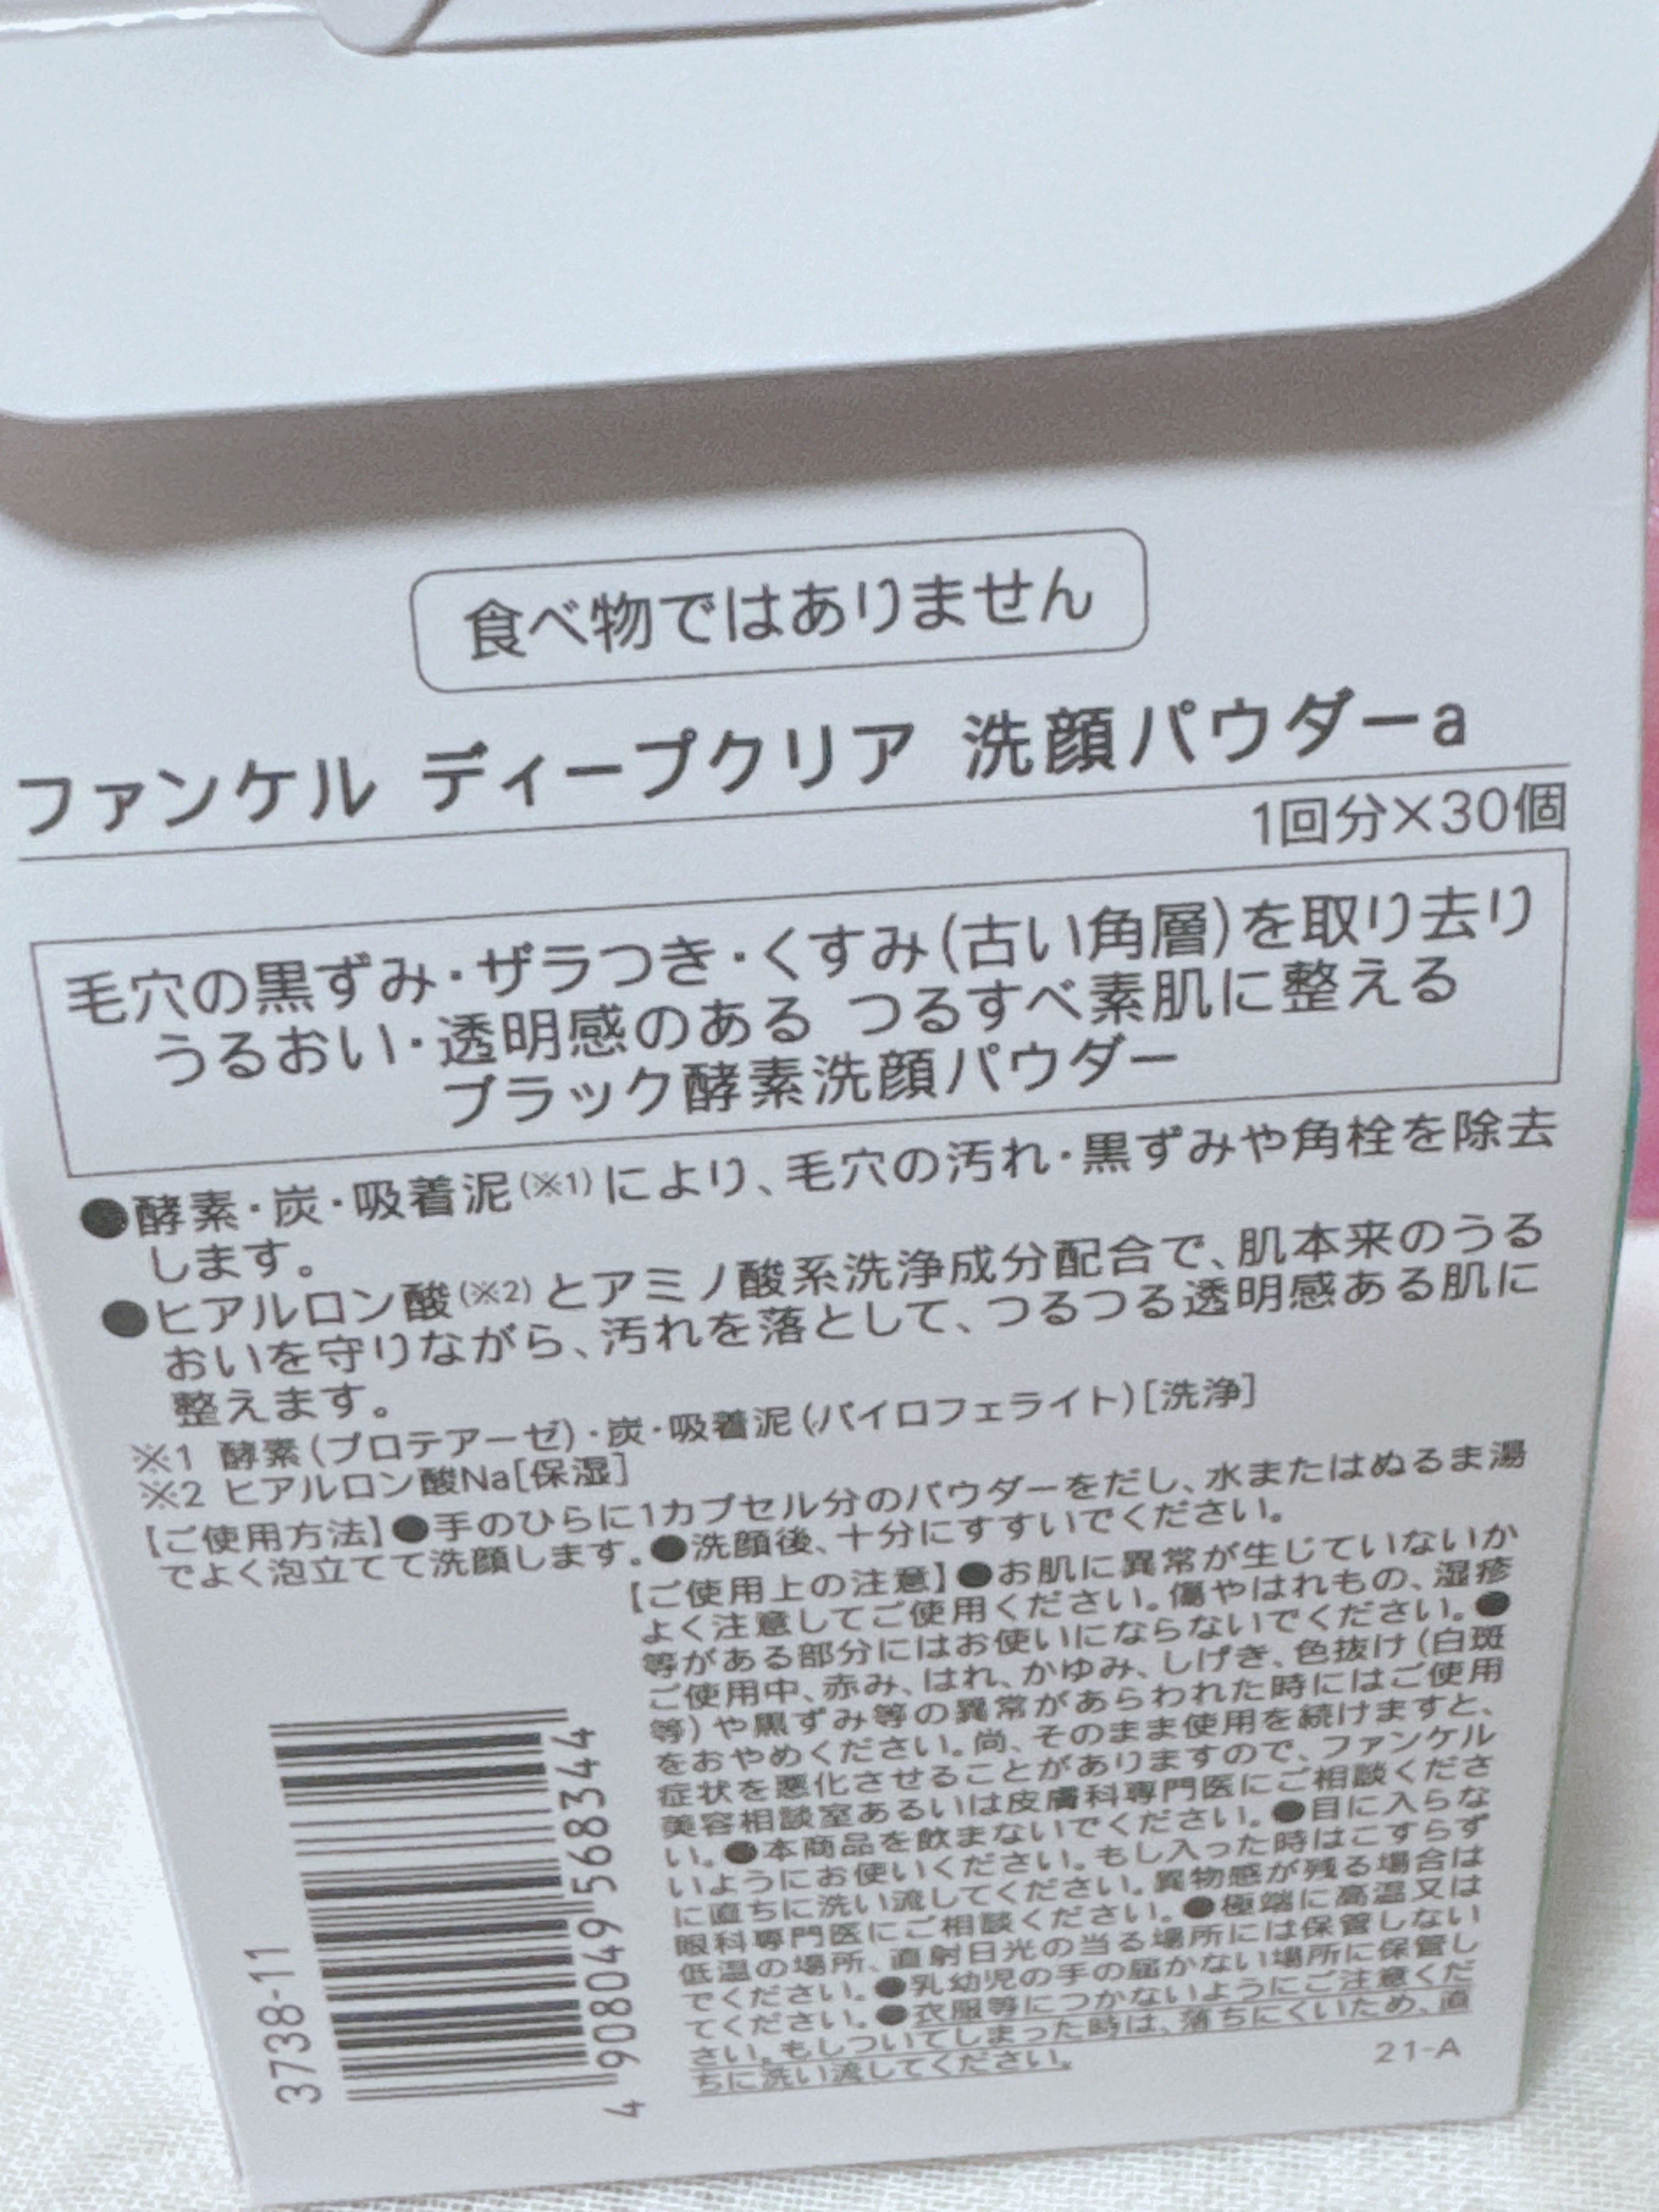 食べ物ではありません
ファンケル ディープクリア 洗顔パウダーa
1回分×30個
毛穴の黒ずみ・ザラつき・くすみ(古い角層)を取り去り
うるおい・透明感のある つるすべ素肌に整える
ブラック酵素洗顔パウダー
●酵素・炭・吸着泥(※1)により、毛穴の汚れ・黒ずみや角栓を除去
します。
●ヒアルロン酸(※2)とアミノ酸系洗浄成分配合で、肌本来のうる
おいを守りながら、汚れを落として、つるつる透明感ある肌に
整えます。
※1 酵素(プロテアーゼ)・炭・吸着泥(パイロフェライト)[洗浄]
※2 ヒアルロン酸Na[保湿]
【ご使用方法】●手のひらに1カプセル分のパウダーをだし、水またはぬるま湯
でよく泡立てて洗顔します。●洗顔後、十分にすすいでください。
【ご使用上の注意】●お肌に異常が生じていないか
よく注意してご使用ください。傷やはれもの、湿疹
等がある部分にはお使いにならないでください。●
ご使用中、赤み、はれ、かゆみ、しげき、色抜け(白斑
等)や黒ずみ等の異常があらわれた時にはご使用
をおやめください。尚、そのまま使用を続けますと、
症状を悪化させることがありますので、ファンケル
美容相談室あるいは皮膚科専門医にご相談くださ
い。●本商品を飲まないでください。●目に入らな
いようにお使いください。もし入った時はこすらず
に直ちに洗い流してください。異物感が残る場合は
眼科専門医にご相談ください。●極端に高温又は
低温の場所、直射日光の当る場所には保管しない
でください。●乳幼児の手の届かない場所に保管し
てください。●衣服等につかないようにご注意くだ
さい。もしついてしまった時は、落ちにくいため、直
ちに洗い流してください。
21-A
3738-11
4 908049 568344